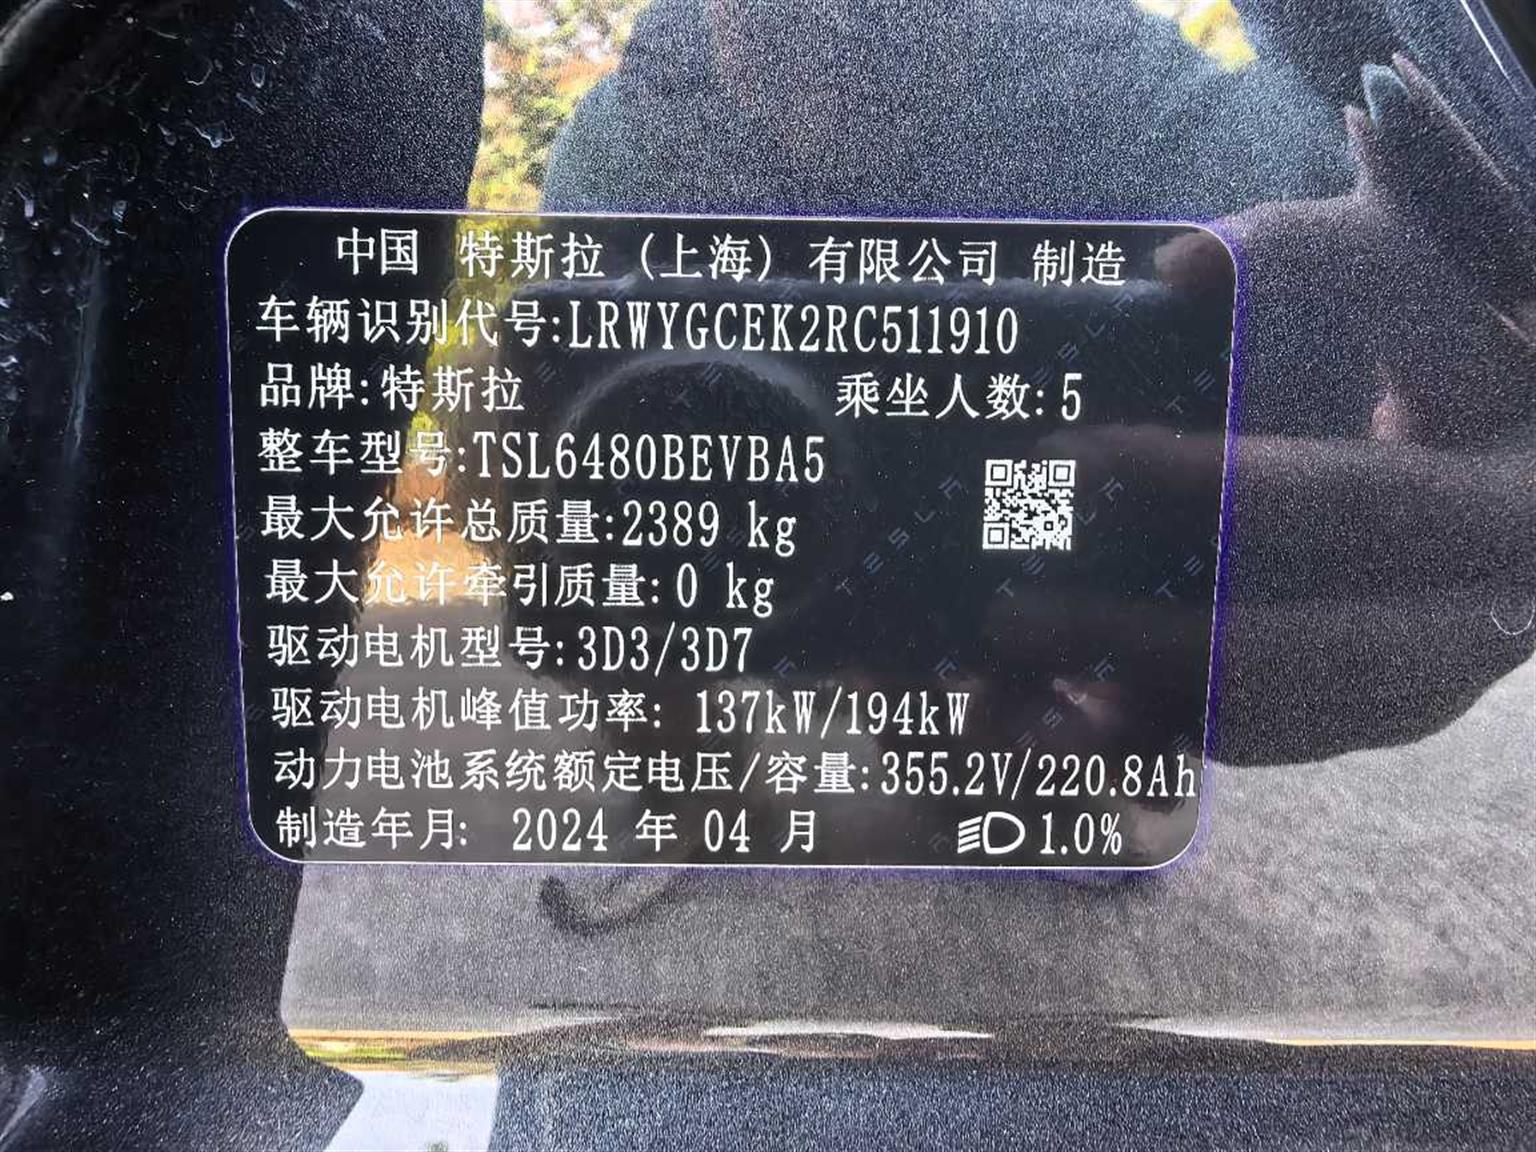 中国 特斯拉 (上海) 有限公司 制造
车辆识别代号:LRWYGCEK2RC511910
品牌:特斯拉 乘坐人数:5
整车型号:TSL6480BEVBA5
最大允许总质量:2389 kg
最大允许牵引质量:0 kg
驱动电机型号:3D3/3D7
驱动电机峰值功率: 137kW/194kW
动力电池系统额定电压/容量:355.2V/220.8Ah
制造年月: 2024 年 04 月 1.0%
TESLA